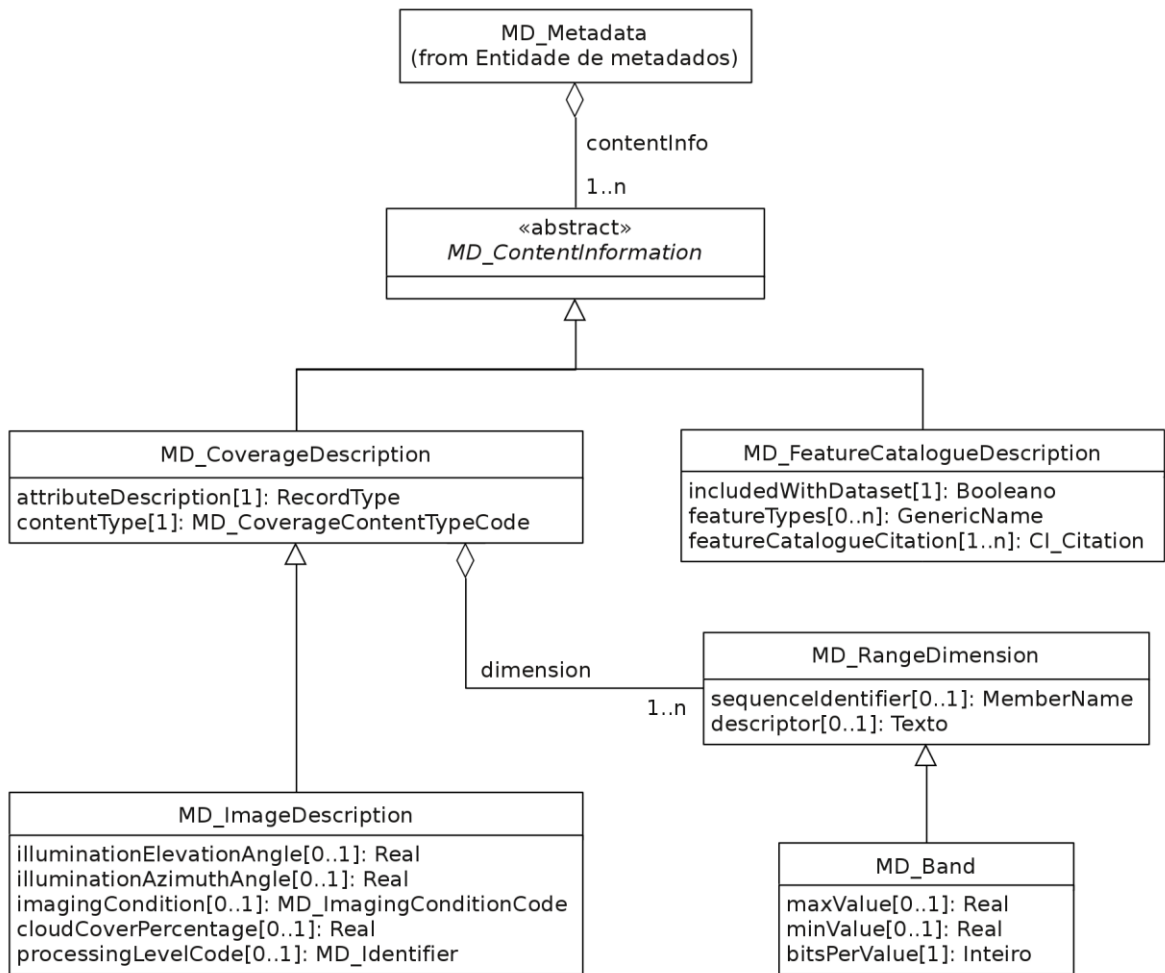 MD_Metadata
(from Entidade de metadados)
contentInfo
1..n
«abstract»
MD_ContentInformation
MD_CoverageDescription
attributeDescription[1]: RecordType
contentType[1]: MD_CoverageContentTypeCode
MD_FeatureCatalogueDescription
includedWithDataset[1]: Booleano
featureTypes[0..n]: GenericName
featureCatalogueCitation[1..n]: CI_Citation
dimension
1..n
MD_RangeDimension
sequenceIdentifier[0..1]: MemberName
descriptor[0..1]: Texto
MD_ImageDescription
illuminationElevationAngle[0..1]: Real
illuminationAzimuthAngle[0..1]: Real
imagingCondition[0..1]: MD_ImagingConditionCode
cloudCoverPercentage[0..1]: Real
processingLevelCode[0..1]: MD_Identifier
MD_Band
maxValue[0..1]: Real
minValue[0..1]: Real
bitsPerValue[1]: Inteiro